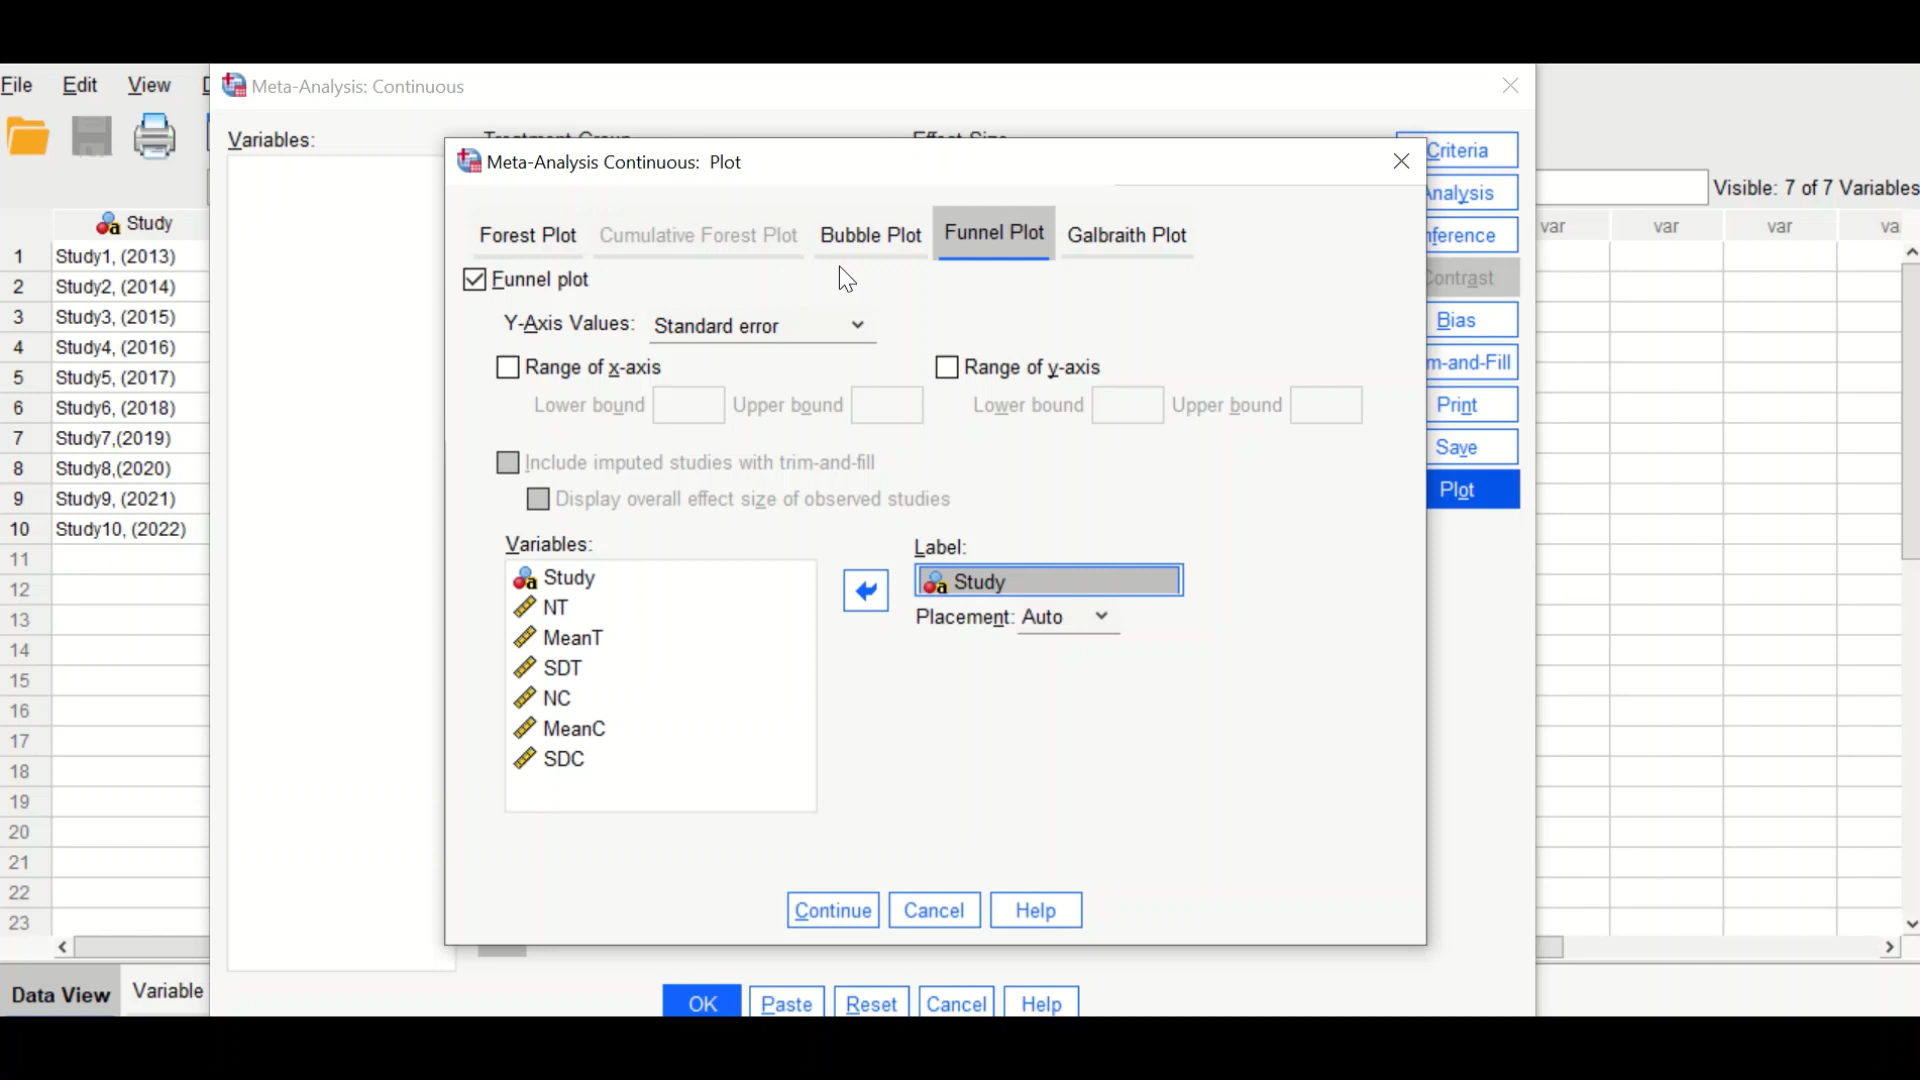 File Edit View
Meta-Analysis: Continuous
Variables:
Meta-Analysis Continuous: Plot
Criteria
Analysis
Inference
Contrast
Bias
m-and-Fill
Print
Save
Plot
Visible: 7 of 7 Variables
Forest Plot Cumulative Forest Plot Bubble Plot Funnel Plot Galbraith Plot
Funnel plot
Y-Axis Values: Standard error
Range of x-axis Range of y-axis
Lower bound Upper bound Lower bound Upper bound
Include imputed studies with trim-and-fill
Display overall effect size of observed studies
Variables: Label:
Study
NT
MeanT
SDT
NC
MeanC
SDC
Study
Placement: Auto
Continue Cancel Help
OK Paste Reset Cancel Help
Study
1 Study1, (2013)
2 Study2, (2014)
3 Study3, (2015)
4 Study4, (2016)
5 Study5, (2017)
6 Study6, (2018)
7 Study7,(2019)
8 Study8,(2020)
9 Study9, (2021)
10 Study10, (2022)
11
12
13
14
15
16
17
18
19
20
21
22
23
var var var va
Data View Variable